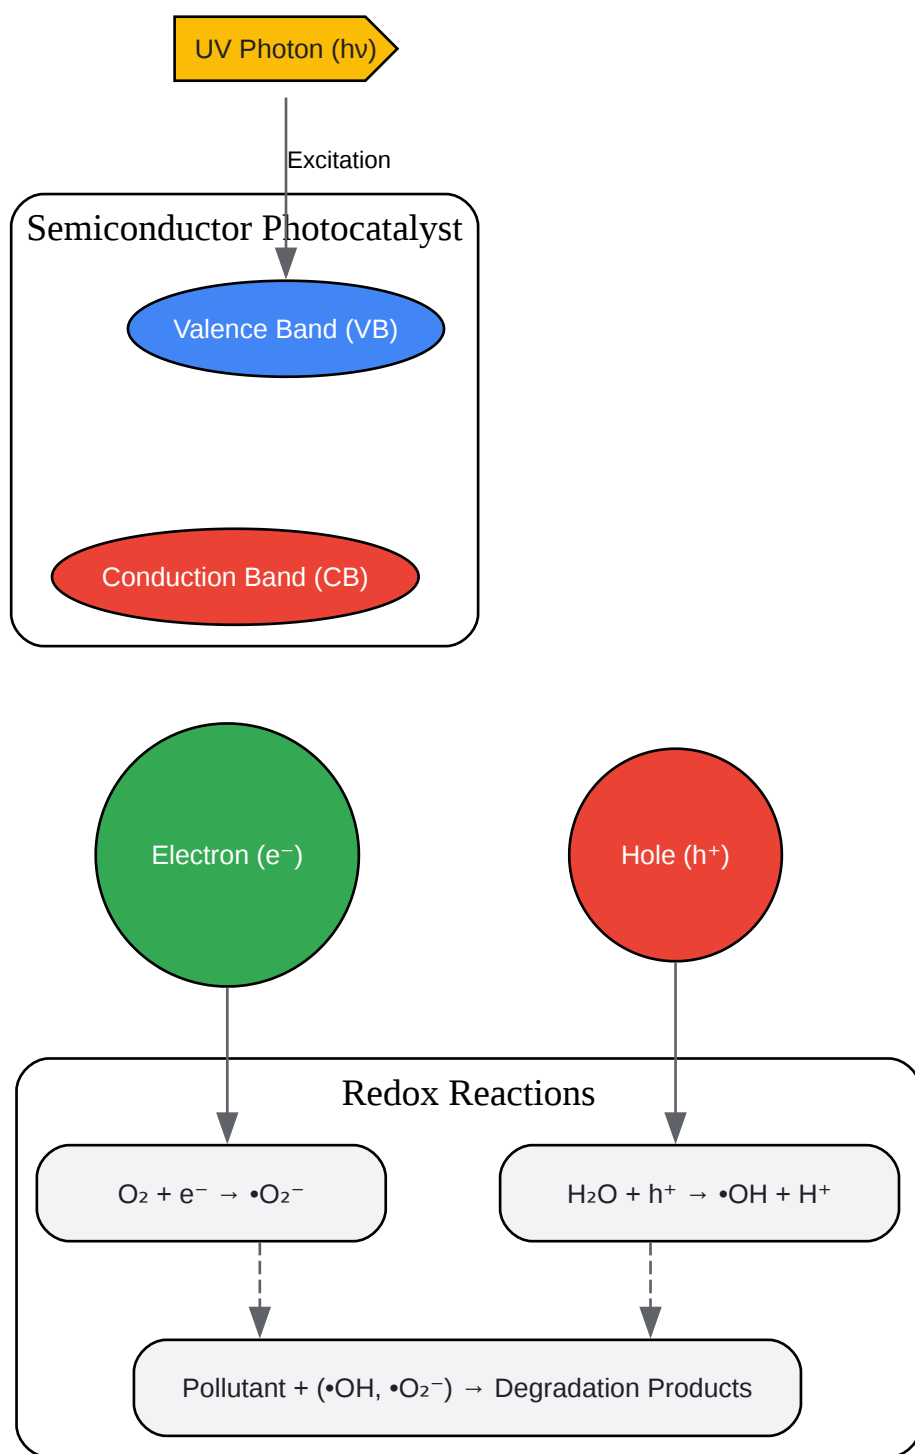 UV Photon (hν)
Excitation
Semiconductor Photocatalyst
Valence Band (VB)
Conduction Band (CB)
Electron (e⁻)
Hole (h⁺)
Redox Reactions
O₂ + e⁻ → •O₂⁻
H₂O + h⁺ → •OH + H⁺
Pollutant + (•OH, •O₂⁻) → Degradation Products